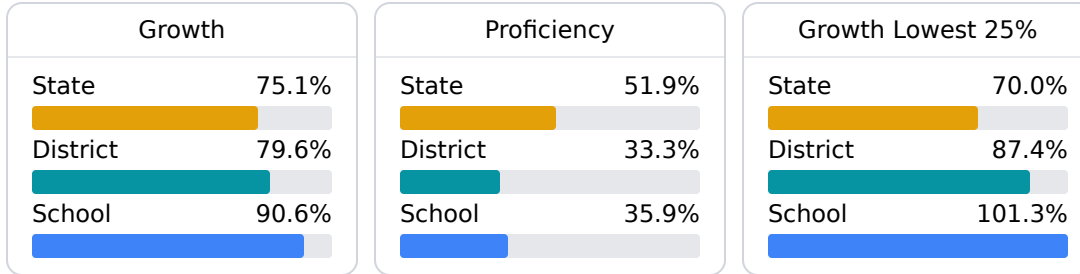 Growth
State 75.1%
District 79.6%
School 90.6%
Proficiency
State 51.9%
District 33.3%
School 35.9%
Growth Lowest 25%
State 70.0%
District 87.4%
School 101.3%